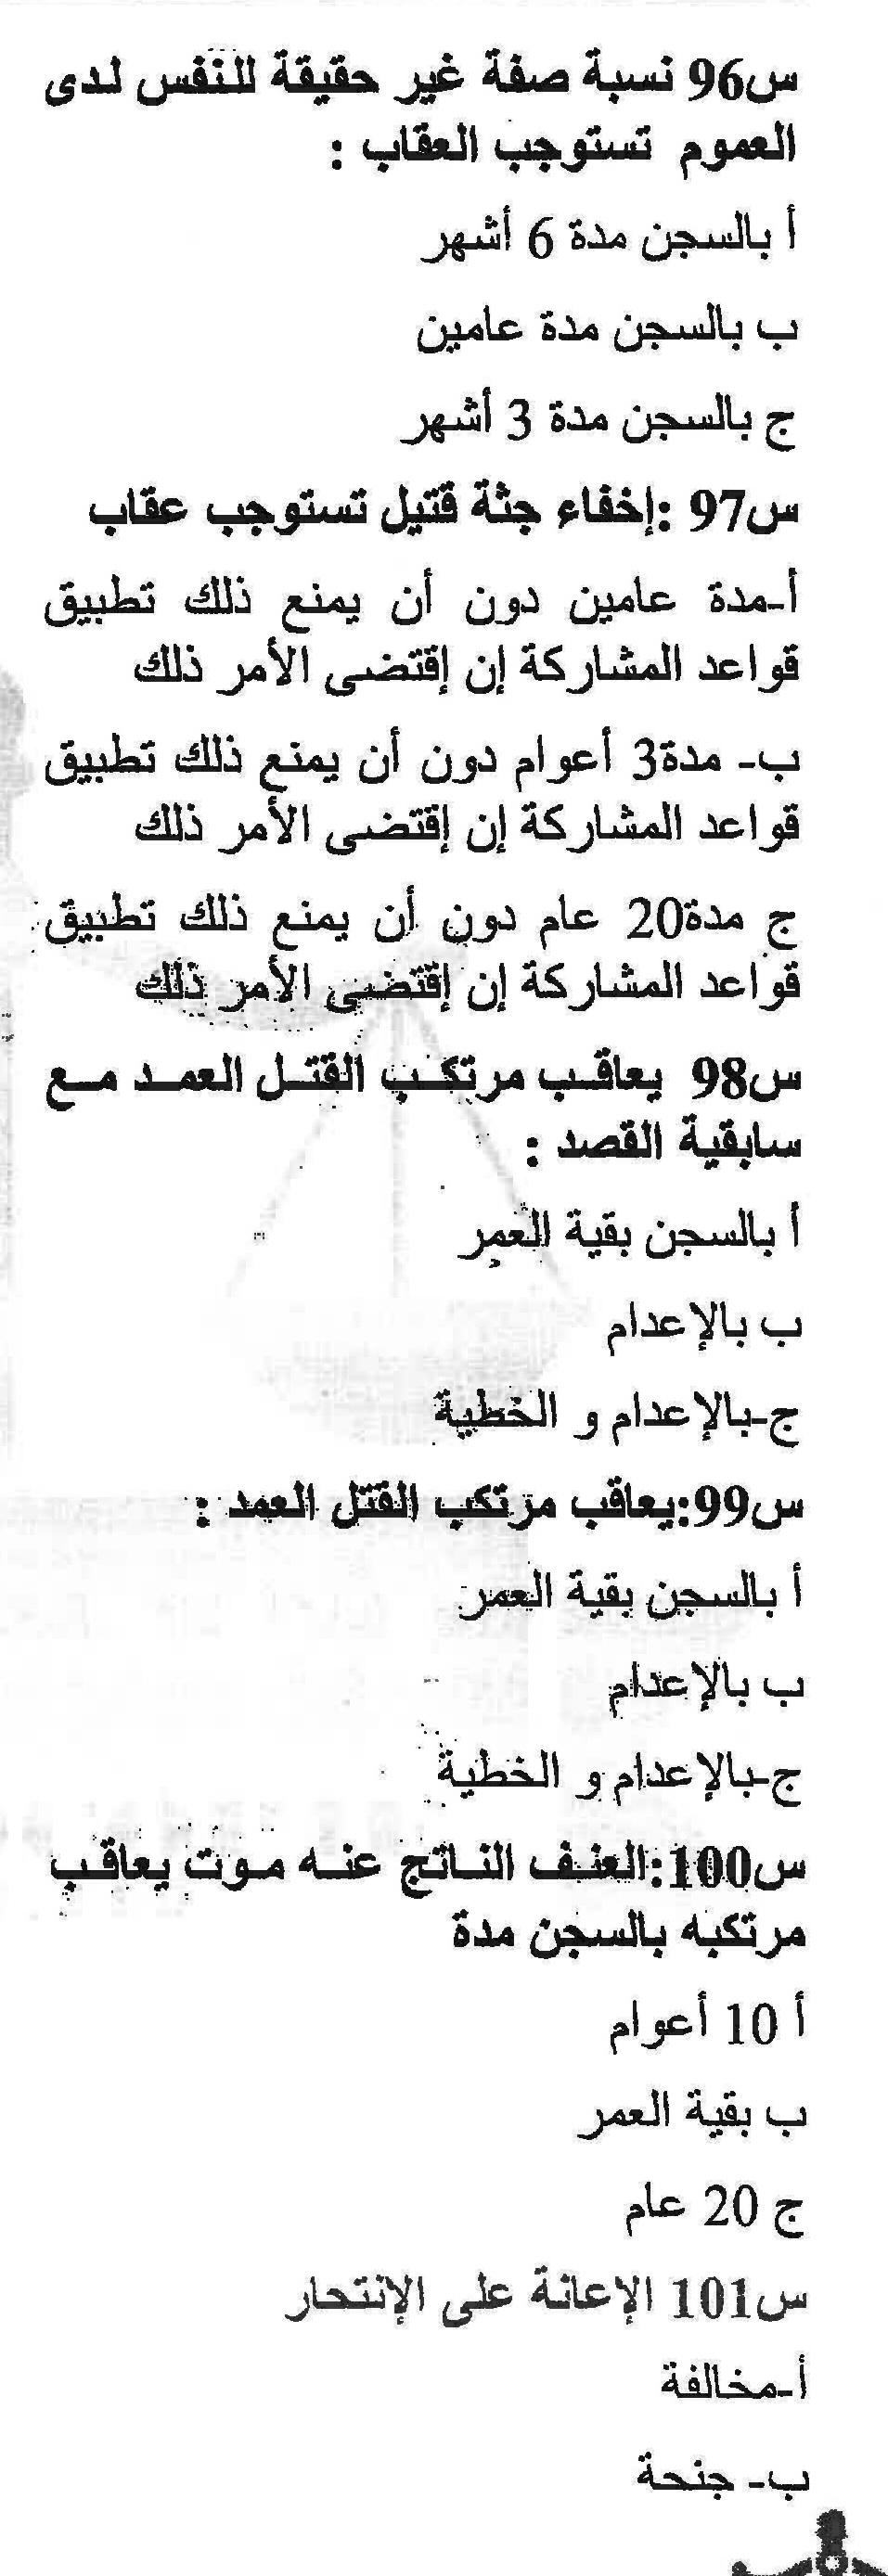 س96 نسبة صفة غير حقيقة للنفس لدى
العموم تستوجب العقاب :
أ بالسجن مدة 6 أشهر
ب بالسجن مدة عامين
ج بالسجن مدة 3 أشهر
س97 :إخفاء جثة قتيل تستوجب عقاب
أ-مدة عامين دون أن يمنع ذلك تطبيق
قواعد المشاركة إن إقتضى الأمر ذلك
ب- مدة3 أعوام دون أن يمنع ذلك تطبيق
قواعد المشاركة إن إقتضى الأمر ذلك
ج مدة20 عام دون أن يمنع ذلك تطبيق
قواعد المشاركة إن إقتضى الأمر ذلك
س98 يعاقب مرتكب القتل العمد مع
سابقية القصد :
أ بالسجن بقية العمر
ب بالإعدام
ج-بالإعدام و الخطية
س99:يعاقب مرتكب القتل العمد :
أ بالسجن بقية العمر
ب بالإعدام
ج-بالإعدام و الخطية
س100:العنف الناتج عنه موت يعاقب
مرتكبه بالسجن مدة
أ 10 أعوام
ب بقية العمر
ج 20 عام
س101 الإعانة على الإنتحار
أ-مخالفة
ب- جنحة